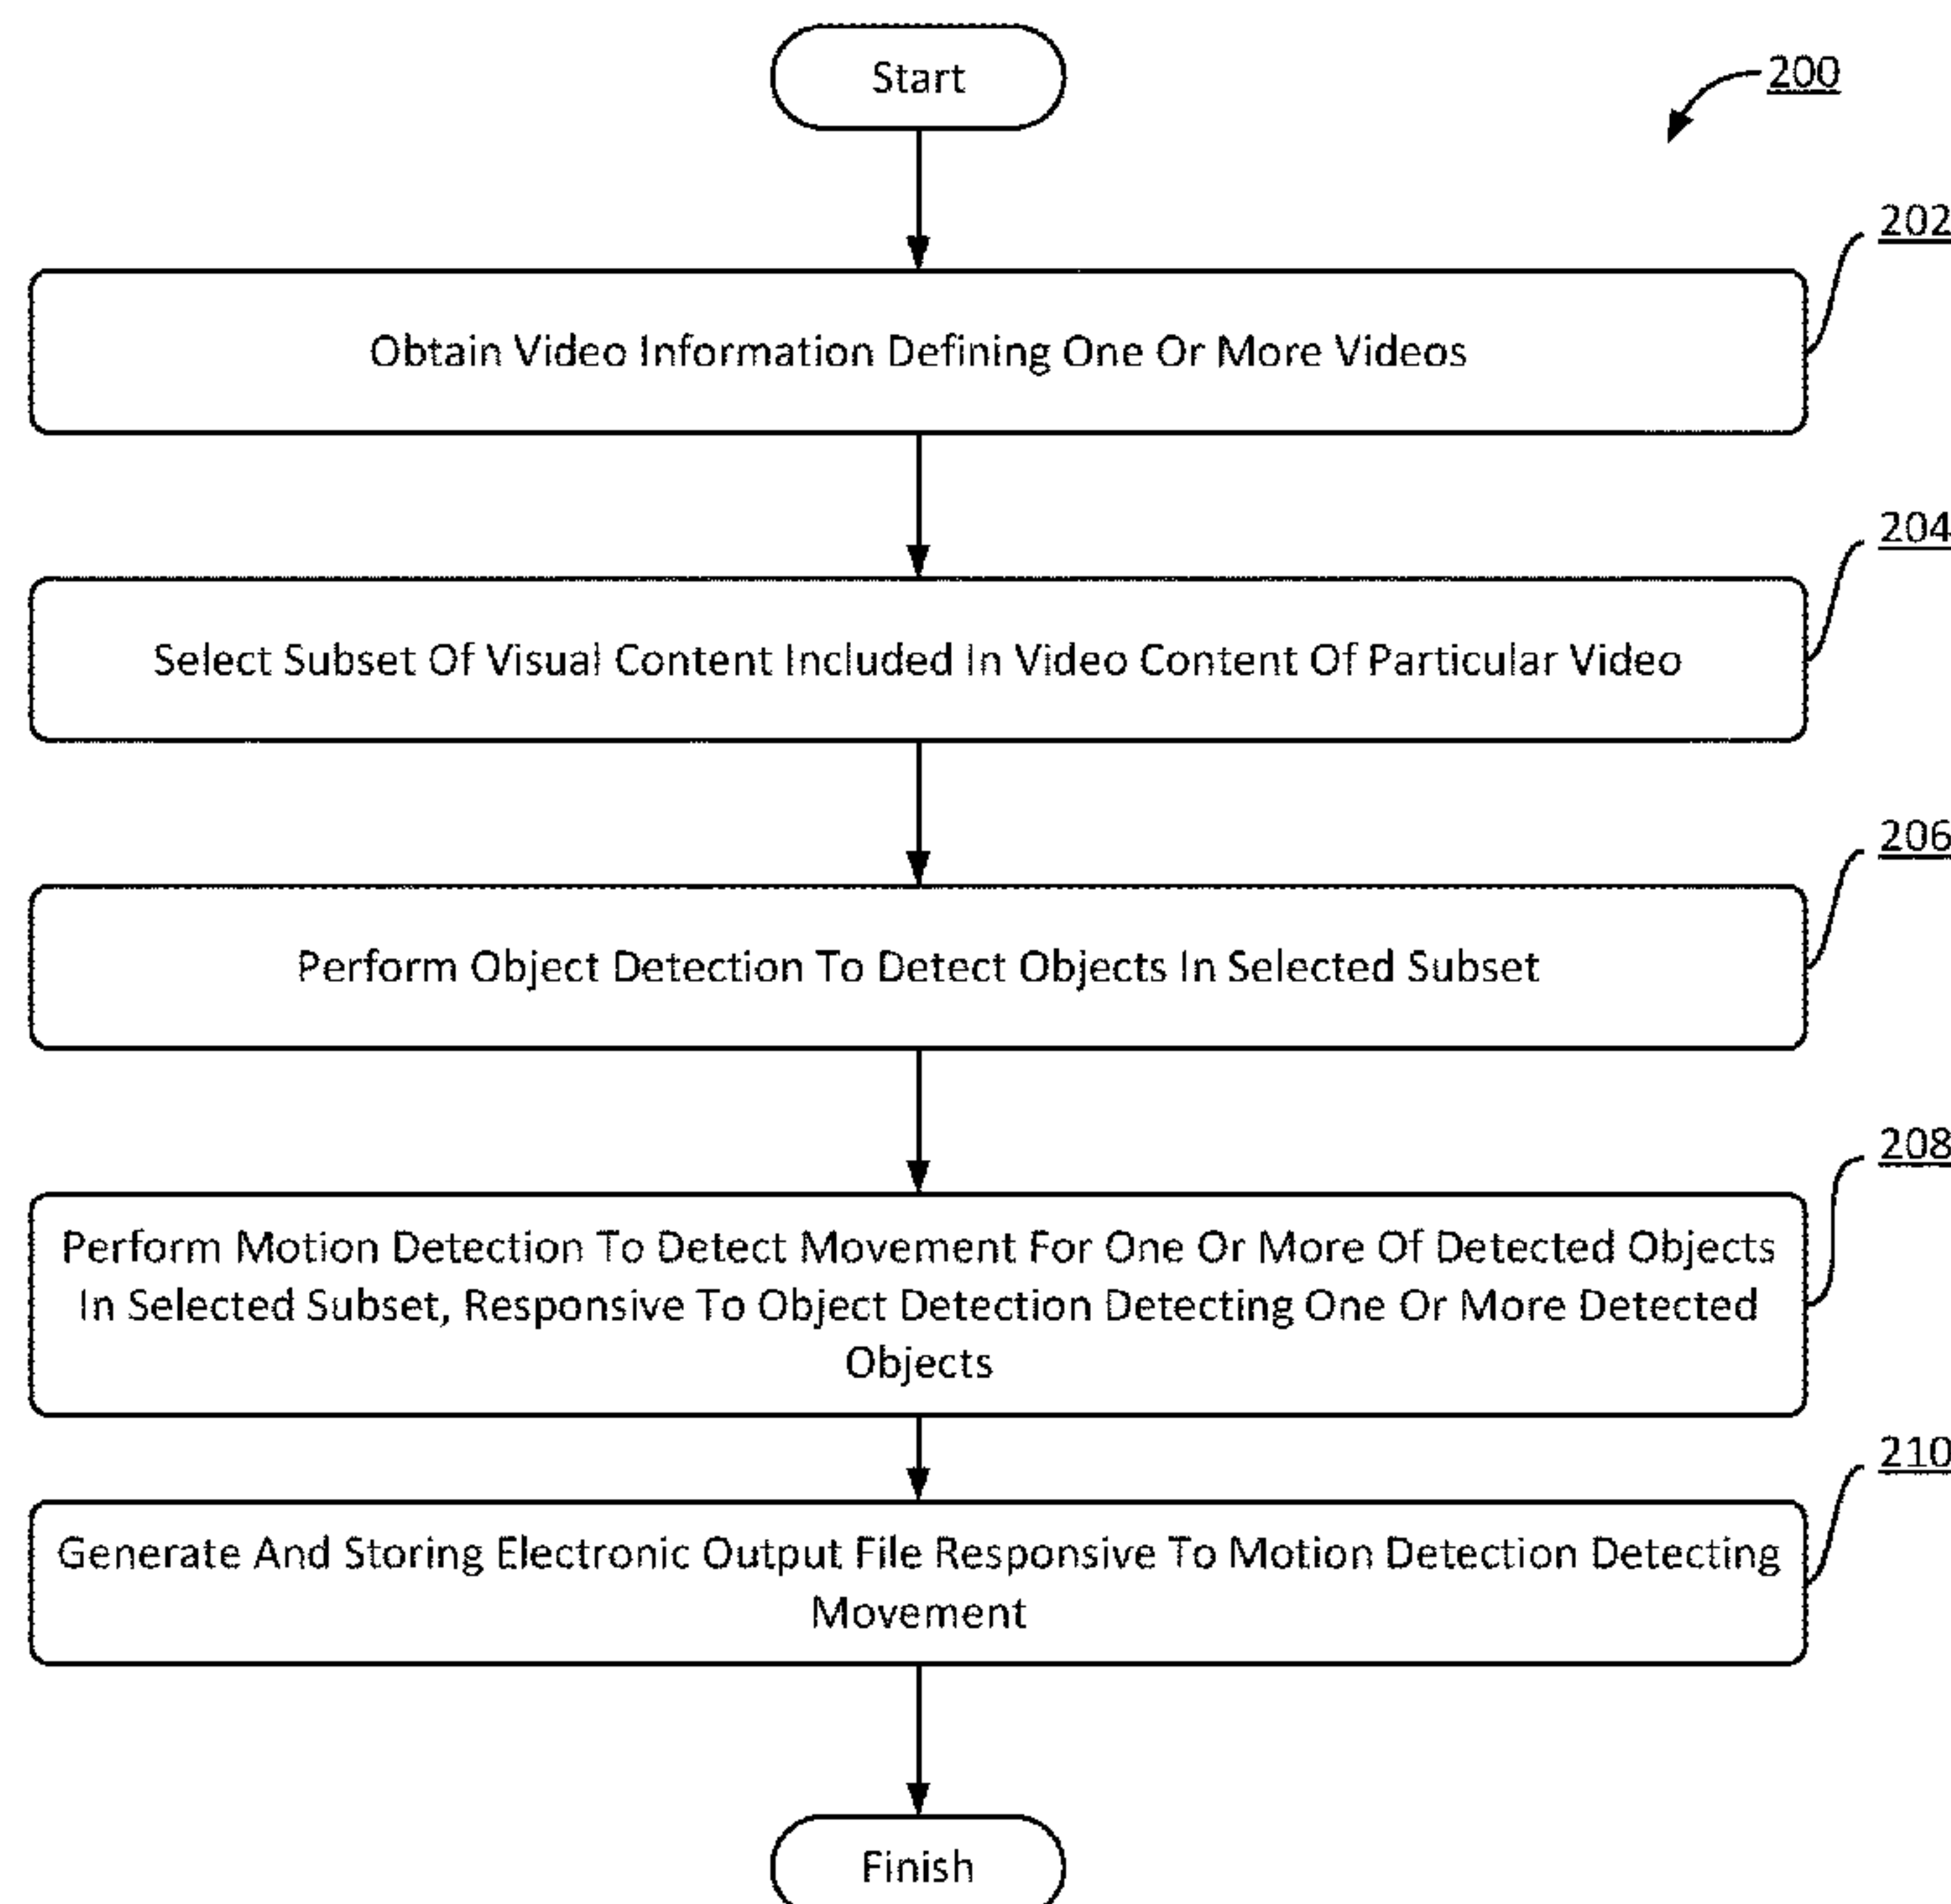 Start
200
202
Obtain Video Information Defining One Or More Videos
204
Select Subset Of Visual Content Included In Video Content Of Particular Video
206
Perform Object Detection To Detect Objects In Selected Subset
208
Perform Motion Detection To Detect Movement For One Or More Of Detected Objects
In Selected Subset, Responsive To Object Detection Detecting One Or More Detected
Objects
210
Generate And Storing Electronic Output File Responsive To Motion Detection Detecting
Movement
Finish